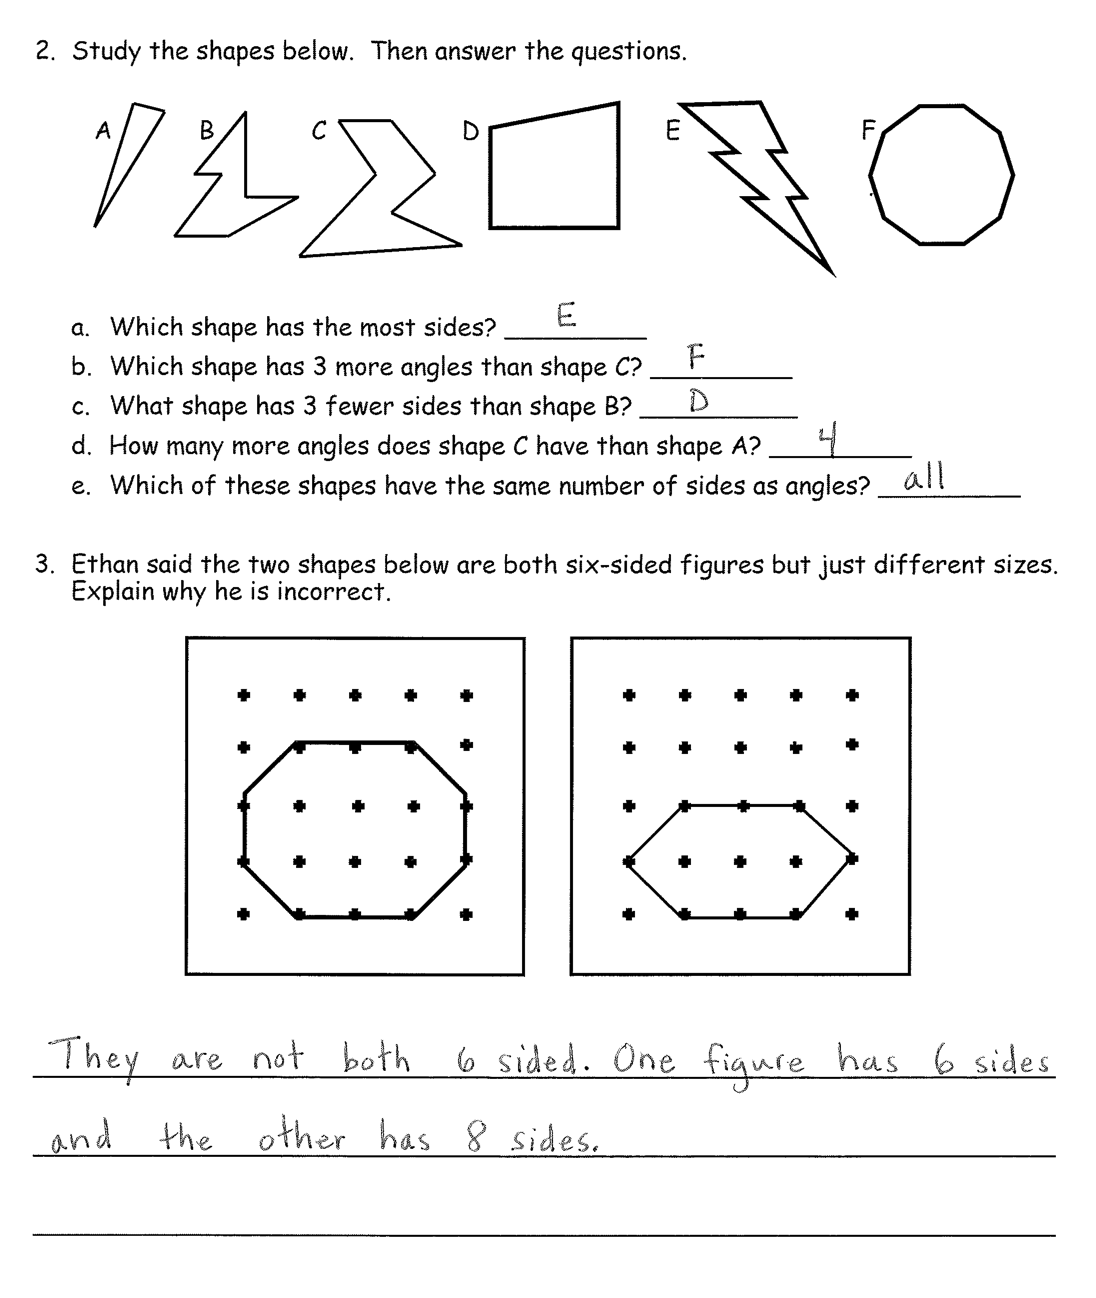 2. Study the shapes below. Then answer the questions.
A B C D E F
a. Which shape has the most sides? E
b. Which shape has 3 more angles than shape C? F
c. What shape has 3 fewer sides than shape B? D
d. How many more angles does shape C have than shape A? 4
e. Which of these shapes have the same number of sides as angles? all
3. Ethan said the two shapes below are both six-sided figures but just different sizes.
Explain why he is incorrect.
They are not both 6 sided. One figure has 6 sides
and the other has 8 sides.